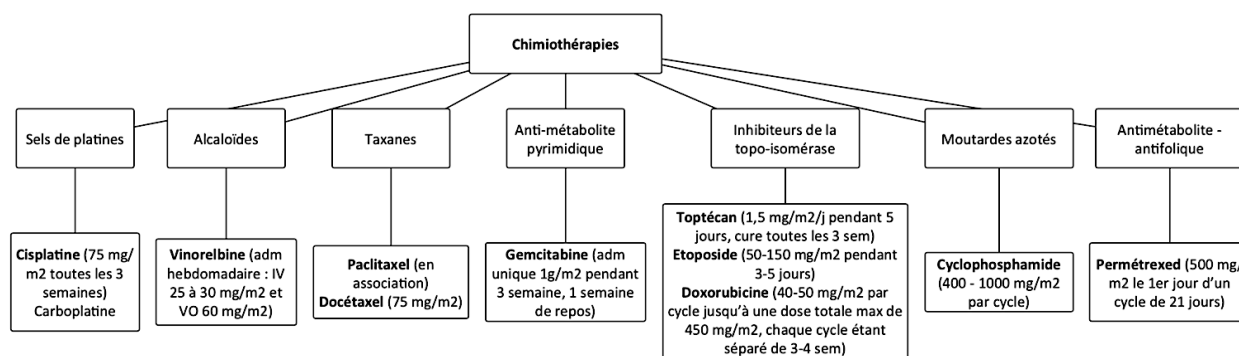 Chimiothérapies
Sels de platines
Alcaloïdes
Taxanes
Anti-métabolite
pyrimidique
Inhibiteurs de la
topo-isomérase
Moutardes azotés
Antimétabolite -
antifolique
Cisplatine (75 mg/
m2 toutes les 3
semaines)
Carboplatine
Vinorelbine (adm
hebdomadaire : IV
25 à 30 mg/m2 et
VO 60 mg/m2)
Paclitaxel (en
association)
Docétaxel (75 mg/m2)
Gemcitabine (adm
unique 1g/m2 pendant
3 semaine, 1 semaine
de repos)
Toptécan (1,5 mg/m2/j pendant 5
jours, cure toutes les 3 sem)
Etoposide (50-150 mg/m2 pendant
3-5 jours)
Doxorubicine (40-50 mg/m2 par
cycle jusqu'à une dose totale max de
450 mg/m2, chaque cycle étant
séparé de 3-4 sem)
Cyclophosphamide
(400 - 1000 mg/m2
par cycle)
Permétrexed (500 mg/
m2 le 1er jour d'un
cycle de 21 jours)